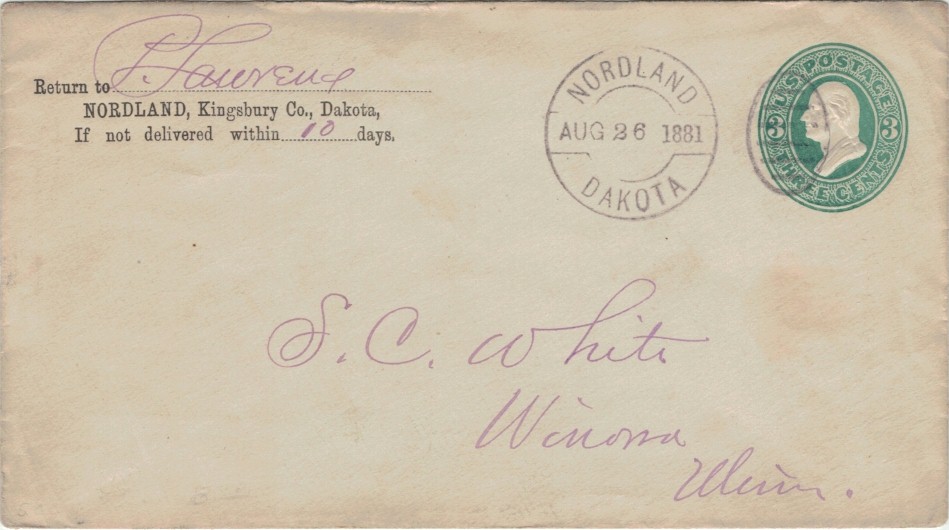 Return to P. Lawrence
NORDLAND, Kingsbury Co., Dakota,
If not delivered within 10 days.
NORDLAND
AUG 26 1881
DAKOTA
U.S. POSTAGE
3 3
THREE CENTS
S. C. White
Winona
Minn.